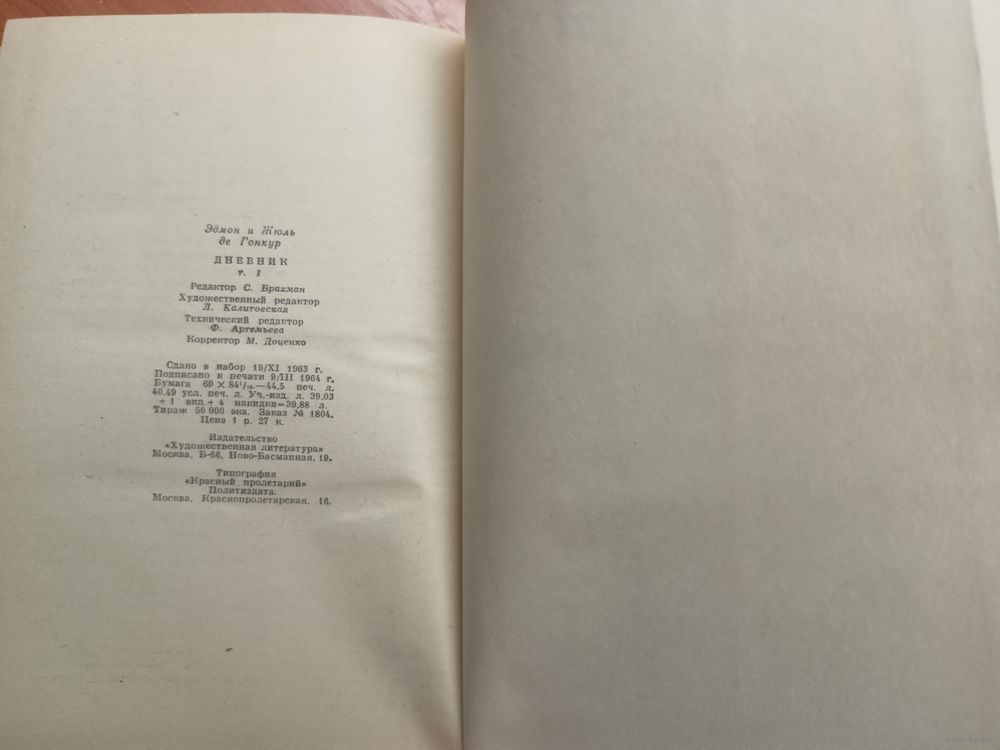 Эдмон и Жюль
де Гонкур
ДНЕВНИК
т. 1
Редактор С. Брахман
Художественный редактор
Л. Калитовская
Технический редактор
Ф. Артемьева
Корректор М. Доценко
Сдано в набор 19/XI 1963 г.
Подписано к печати 9/III 1964 г.
Бумага 60 × 84¹/₁₆.—44,5 печ. л.
40,49 усл. печ. л. Уч.-изд. л. 39,03
+ 1 вкл.+ 4 накидки=39,88 л.
Тираж 50 000 экз. Заказ № 1804.
Цена 1 р. 27 к.
Издательство
«Художественная литература»
Москва, Б-66, Ново-Басманная, 19.
Типография
«Красный пролетарий»
Политиздата.
Москва, Краснопролетарская, 16.